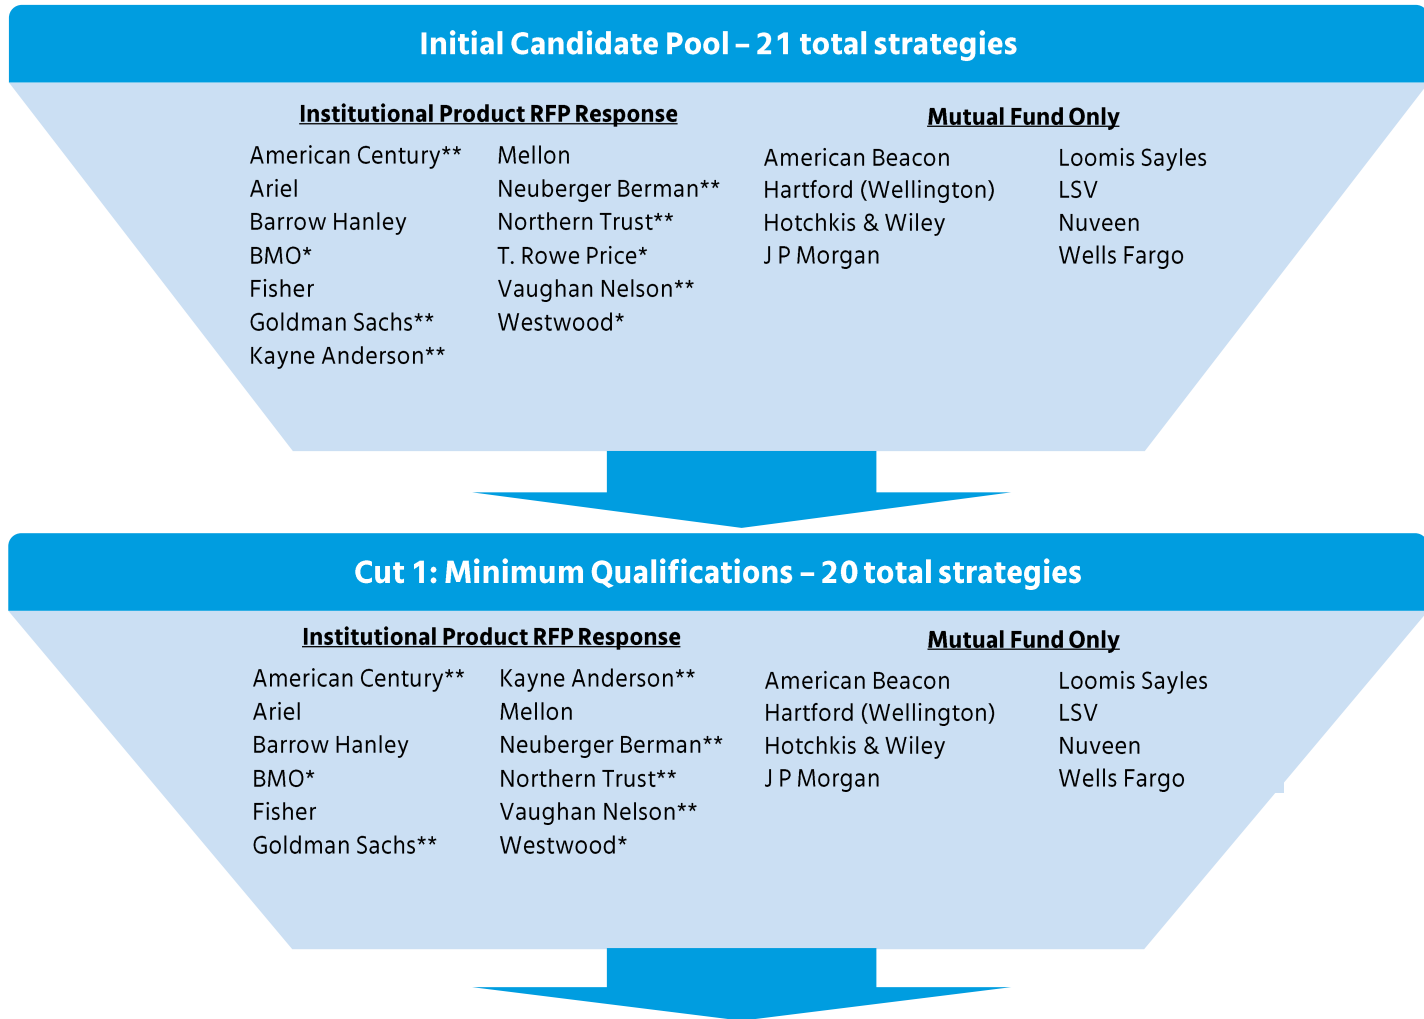 Initial Candidate Pool – 21 total strategies
Institutional Product RFP Response
American Century**
Ariel
Barrow Hanley
BMO*
Fisher
Goldman Sachs**
Kayne Anderson**
Mellon
Neuberger Berman**
Northern Trust**
T. Rowe Price*
Vaughan Nelson**
Westwood*
Mutual Fund Only
American Beacon
Hartford (Wellington)
Hotchkis & Wiley
J P Morgan
Loomis Sayles
LSV
Nuveen
Wells Fargo
Cut 1: Minimum Qualifications – 20 total strategies
Institutional Product RFP Response
American Century**
Ariel
Barrow Hanley
BMO*
Fisher
Goldman Sachs**
Kayne Anderson**
Mellon
Neuberger Berman**
Northern Trust**
Vaughan Nelson**
Westwood*
Mutual Fund Only
American Beacon
Hartford (Wellington)
Hotchkis & Wiley
J P Morgan
Loomis Sayles
LSV
Nuveen
Wells Fargo